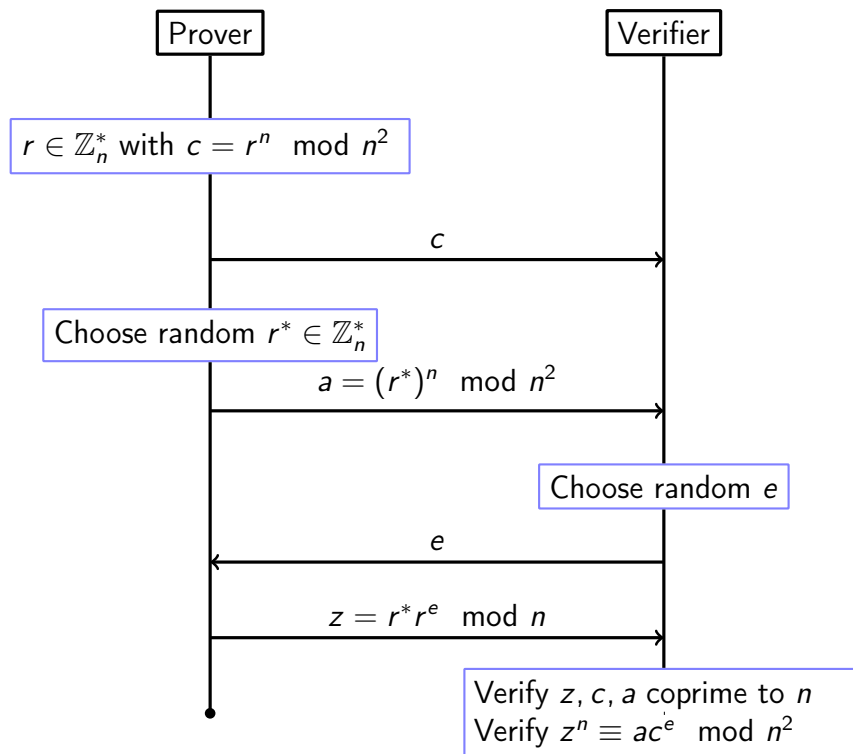 Prover
Verifier
r ∈ ℤ*ₙ with c = rⁿ mod n²
c
Choose random r* ∈ ℤ*ₙ
a = (r*)ⁿ mod n²
Choose random e
e
z = r*rᵉ mod n
Verify z, c, a coprime to n
Verify zⁿ ≡ acᵉ mod n²